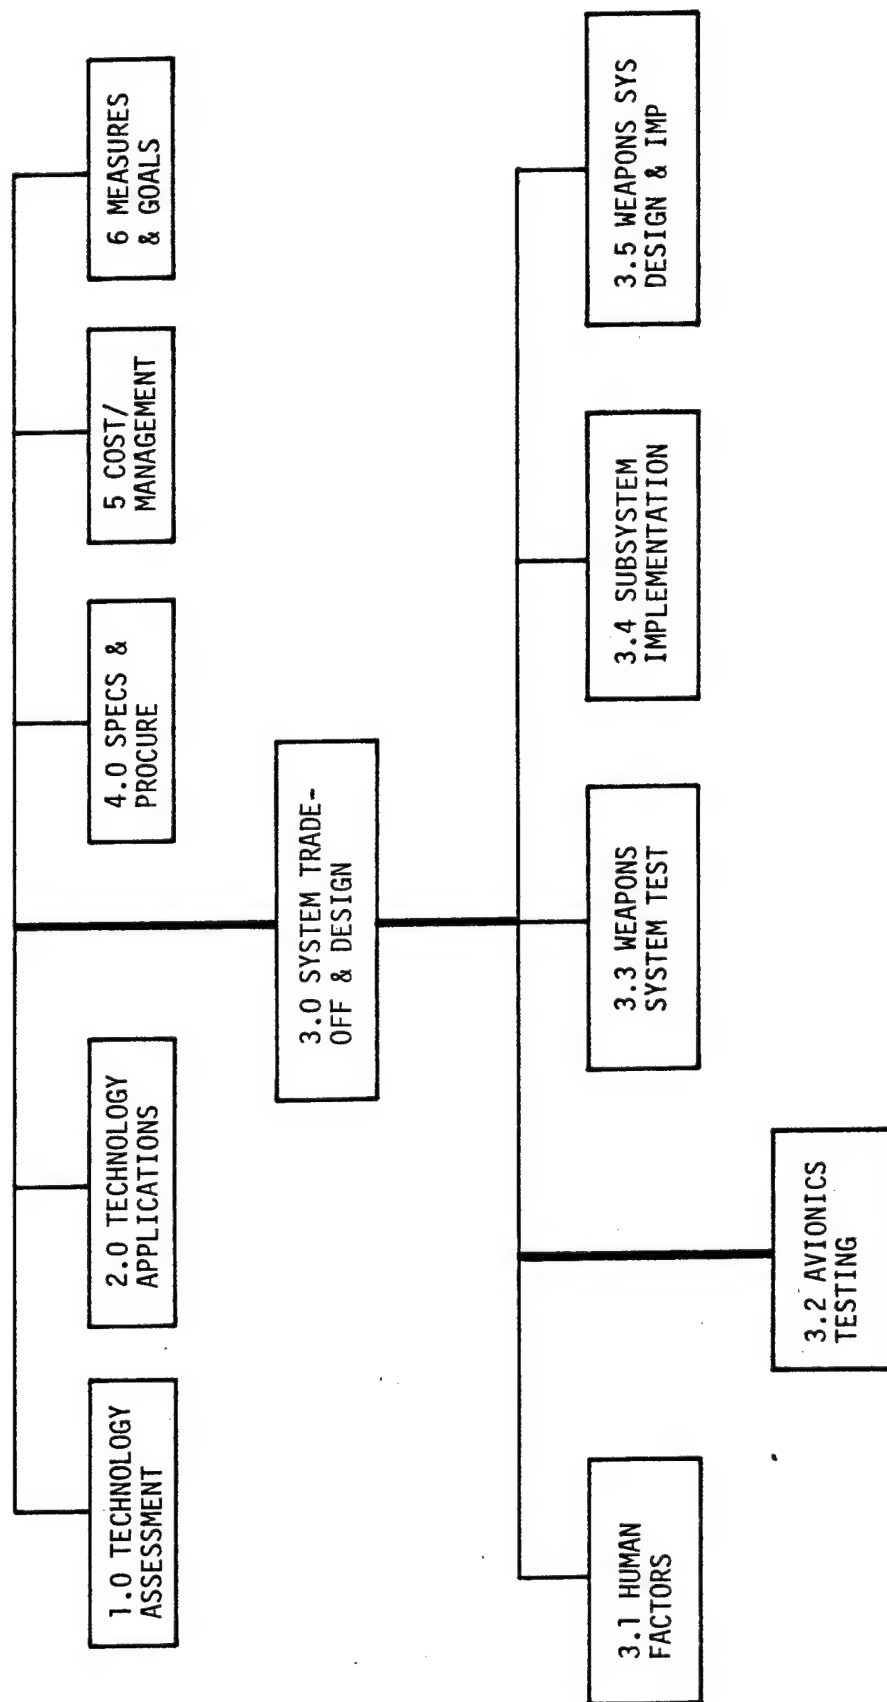 1.0 TECHNOLOGY
ASSESSMENT
2.0 TECHNOLOGY
APPLICATIONS
4.0 SPECS &
PROCURE
5 COST/
MANAGEMENT
6 MEASURES
& GOALS
3.0 SYSTEM TRADE-
OFF & DESIGN
3.1 HUMAN
FACTORS
3.2 AVIONICS
TESTING
3.3 WEAPONS
SYSTEM TEST
3.4 SUBSYSTEM
IMPLEMENTATION
3.5 WEAPONS SYS
DESIGN & IMP